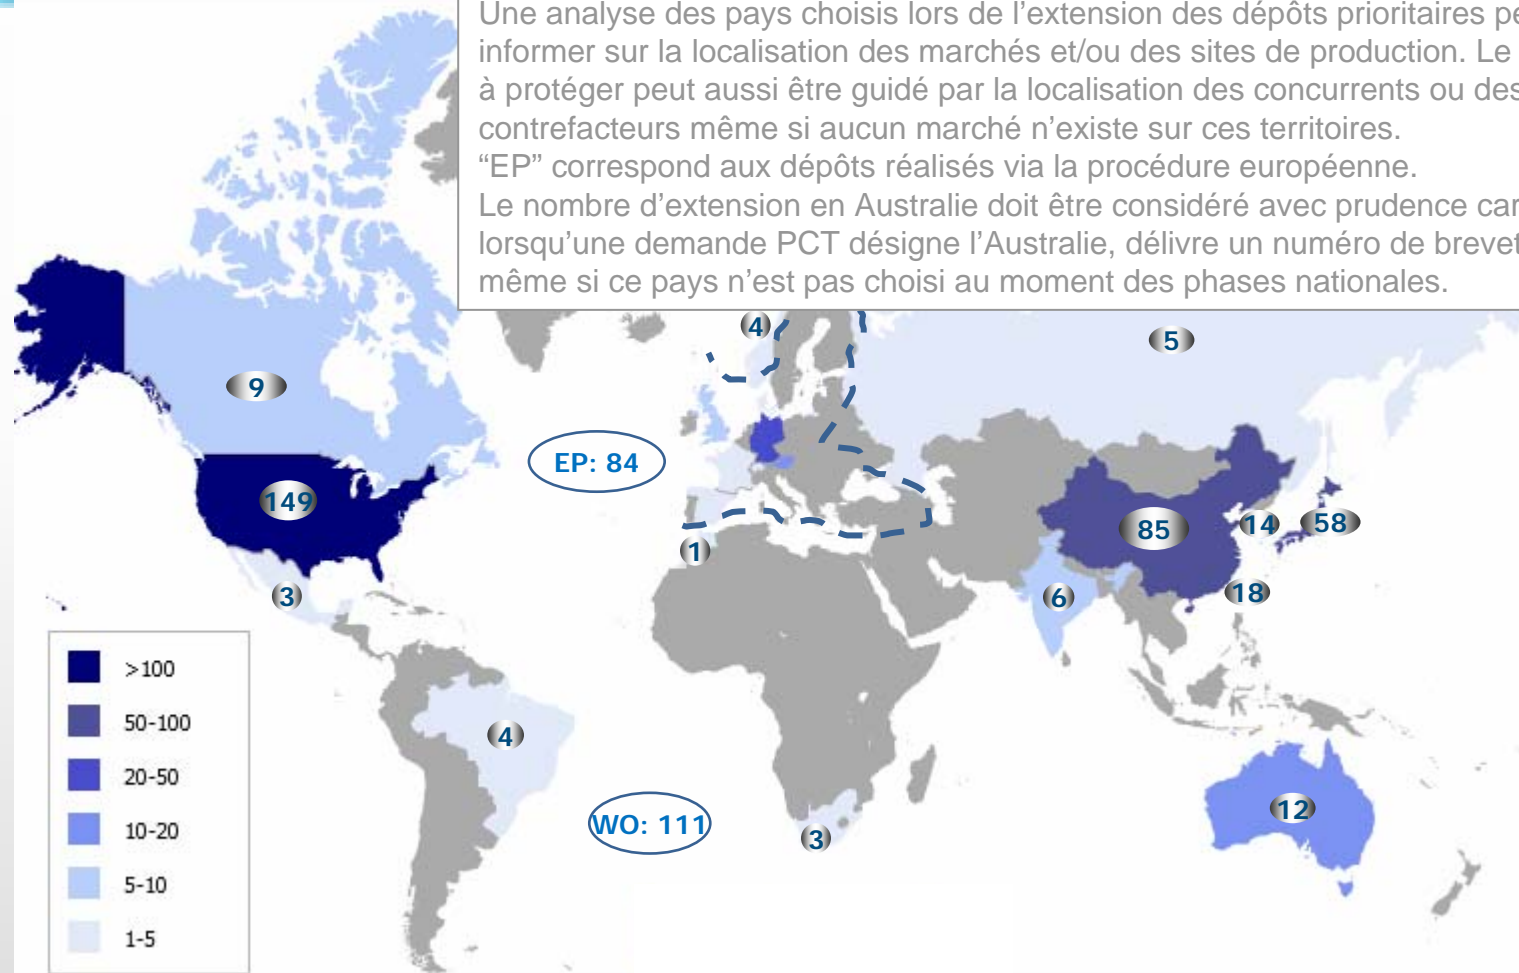 Une analyse des pays choisis lors de l'extension des dépôts prioritaires
informer sur la localisation des marchés et/ou des sites de production. Le
à protéger peut aussi être guidé par la localisation des concurrents ou des
contrefacteurs même si aucun marché n'existe sur ces territoires.
“EP” correspond aux dépôts réalisés via la procédure européenne.
Le nombre d'extension en Australie doit être considéré avec prudence car
lorsqu'une demande PCT désigne l'Australie, délivre un numéro de brevet
même si ce pays n'est pas choisi au moment des phases nationales.
4
5
9
EP: 84
149
85
14
58
1
3
6
18
4
WO: 111
3
12
>100
50-100
20-50
10-20
5-10
1-5